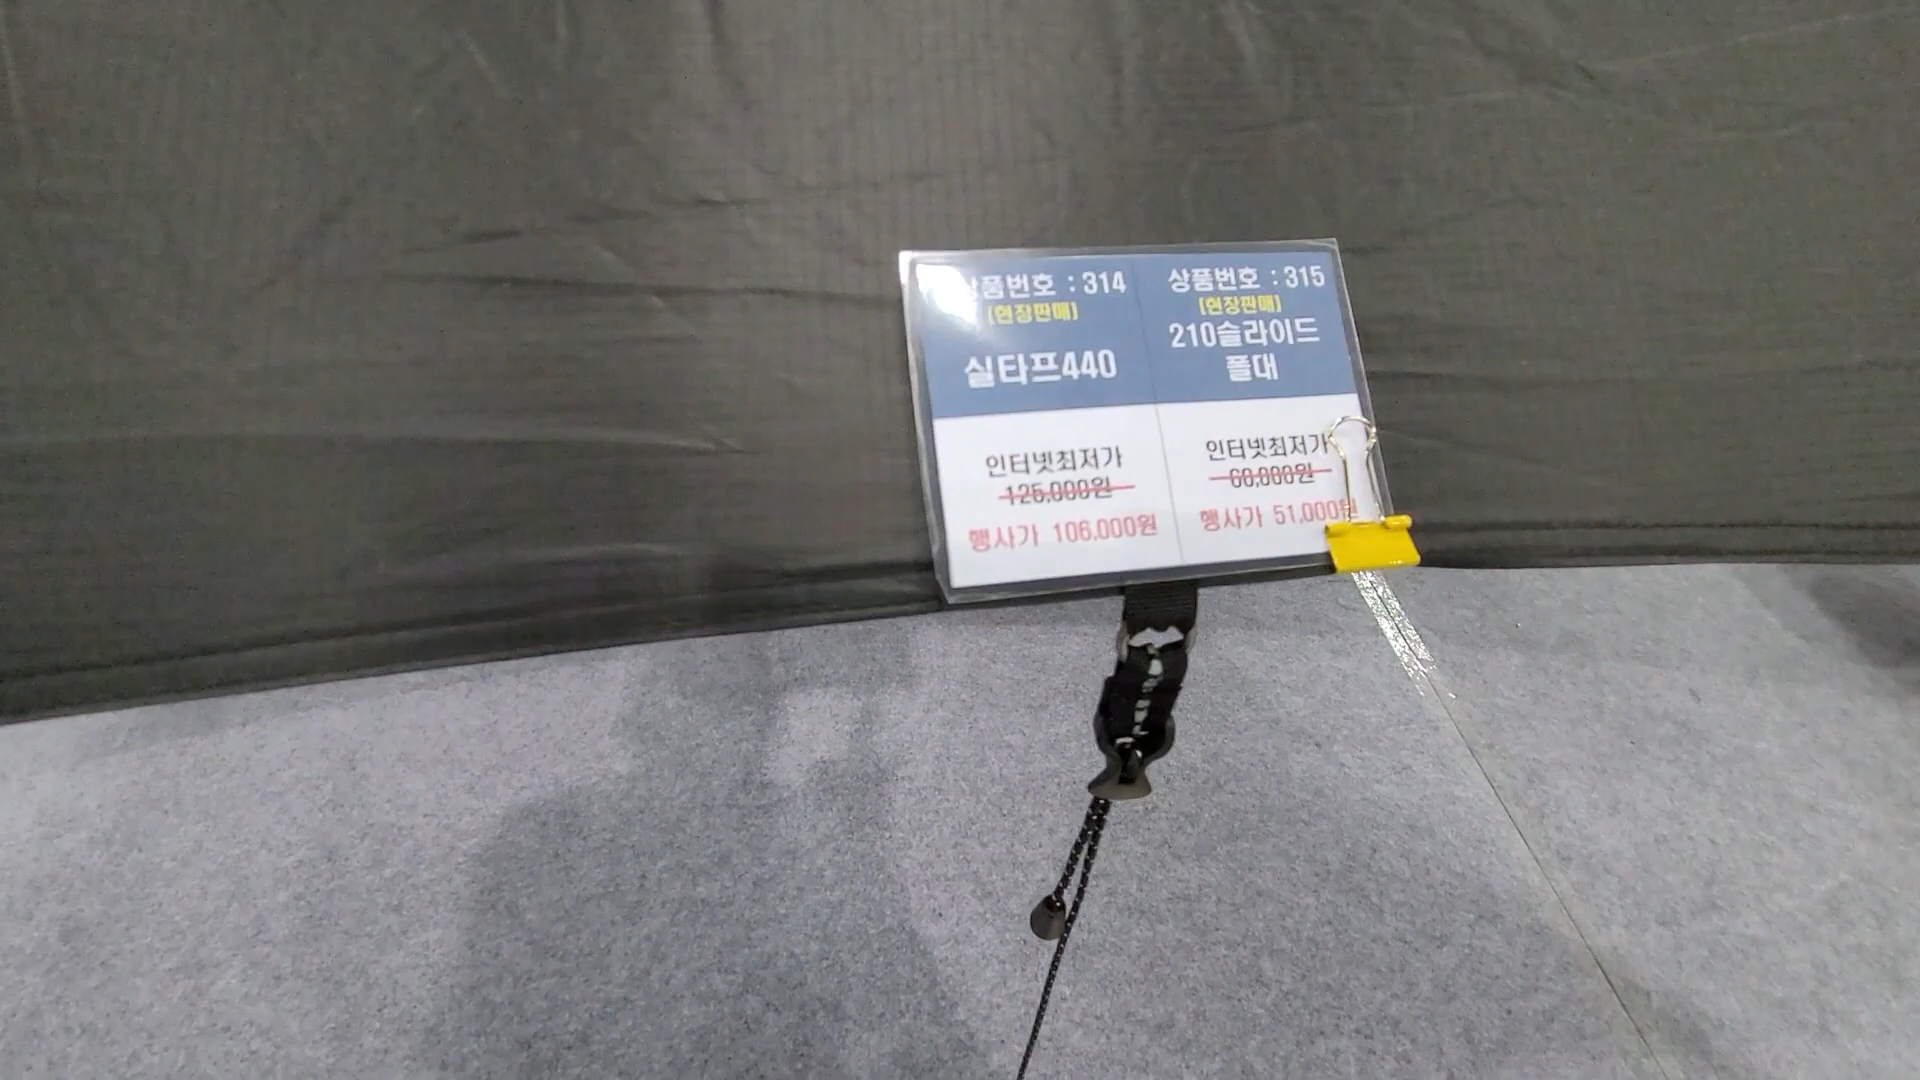 상품번호 : 314
[현장판매]
실타프440
인터넷최저가
125,000원
행사가 106,000원
상품번호 : 315
[현장판매]
210슬라이드
폴대
인터넷최저가
60,000원
행사가 51,000원